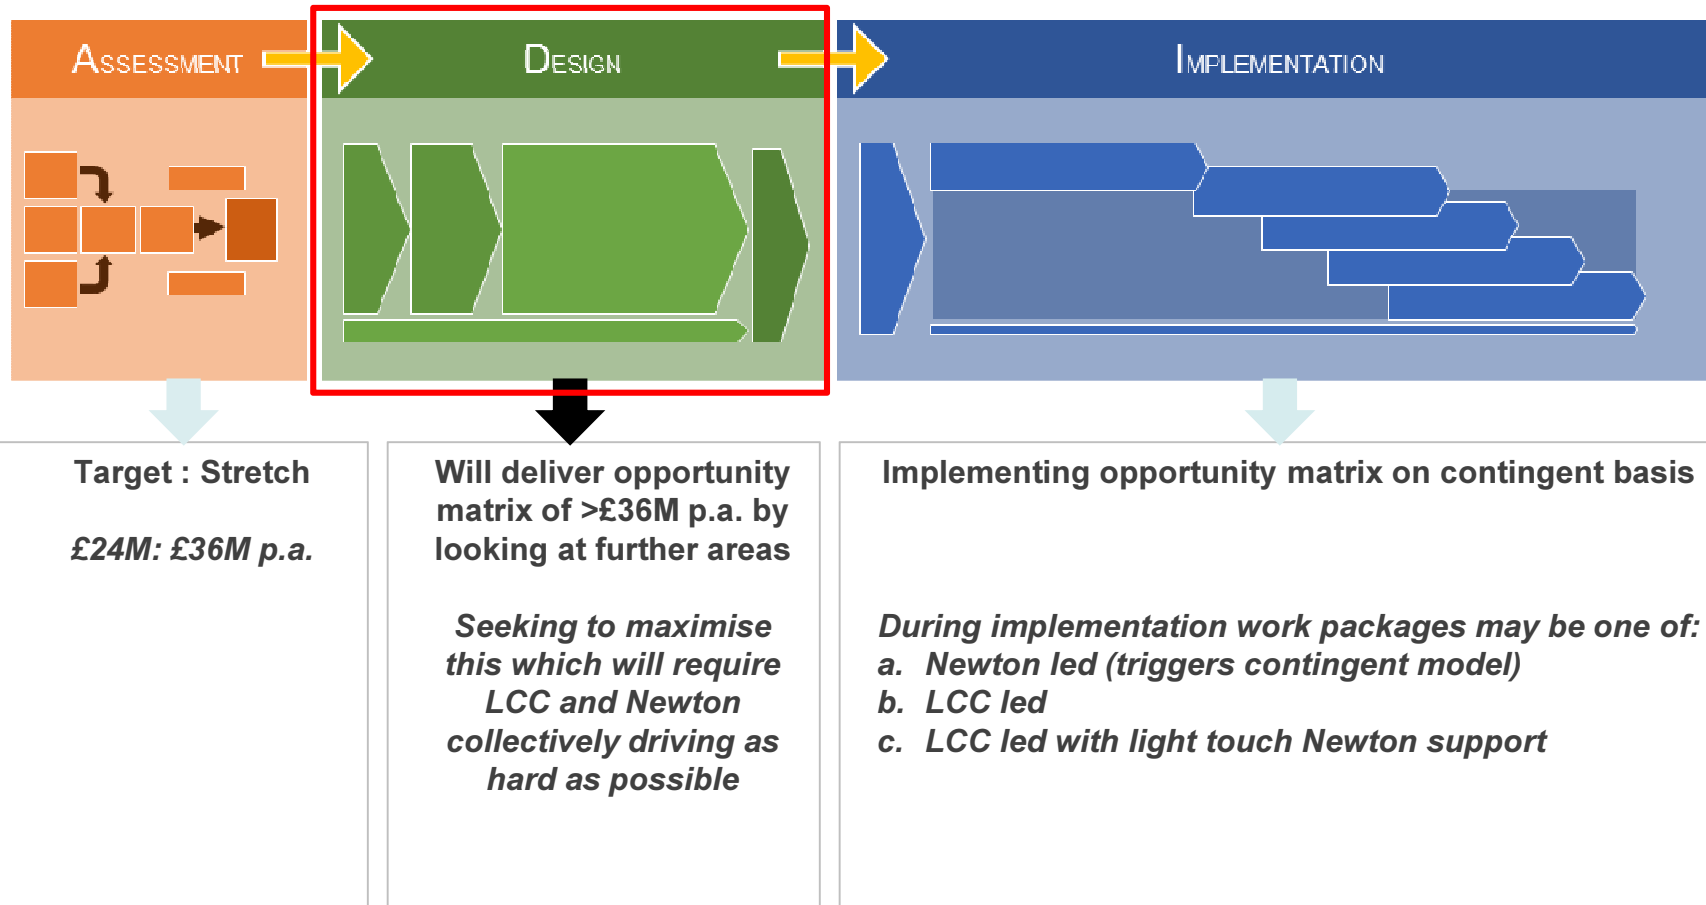 ASSESSMENT
DESIGN
IMPLEMENTATION
Target : Stretch
£24M: £36M p.a.
Will deliver opportunity
matrix of >£36M p.a. by
looking at further areas
Seeking to maximise
this which will require
LCC and Newton
collectively driving as
hard as possible
Implementing opportunity matrix on contingent basis
During implementation work packages may be one of:
a. Newton led (triggers contingent model)
b. LCC led
c. LCC led with light touch Newton support